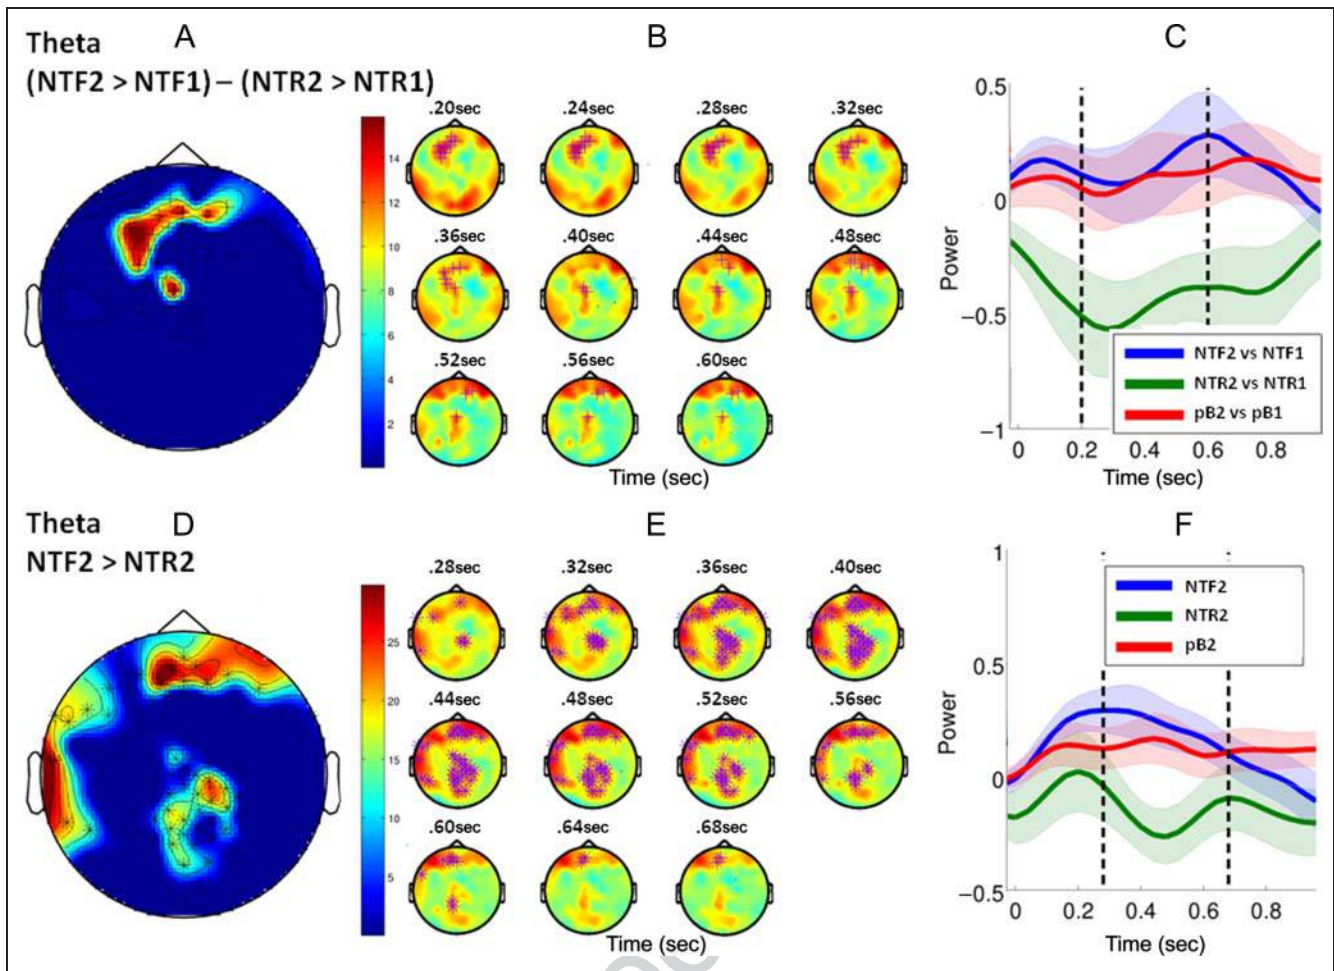 Theta A
(NTF2 > NTF1) – (NTR2 > NTR1)
B
C
14
12
10
8
6
4
2
.20sec .24sec .28sec .32sec
.36sec .40sec .44sec .48sec
.52sec .56sec .60sec
Time (sec)
0.5
0
−0.5
−1
Power
NTF2 vs NTF1
NTR2 vs NTR1
pB2 vs pB1
0 0.2 0.4 0.6 0.8
Time (sec)
Theta D
NTF2 > NTR2
E
F
25
20
15
10
5
.28sec .32sec .36sec .40sec
.44sec .48sec .52sec .56sec
.60sec .64sec .68sec
Time (sec)
1
0.5
0
−0.5
Power
NTF2
NTR2
pB2
0 0.2 0.4 0.6 0.8
Time (sec)